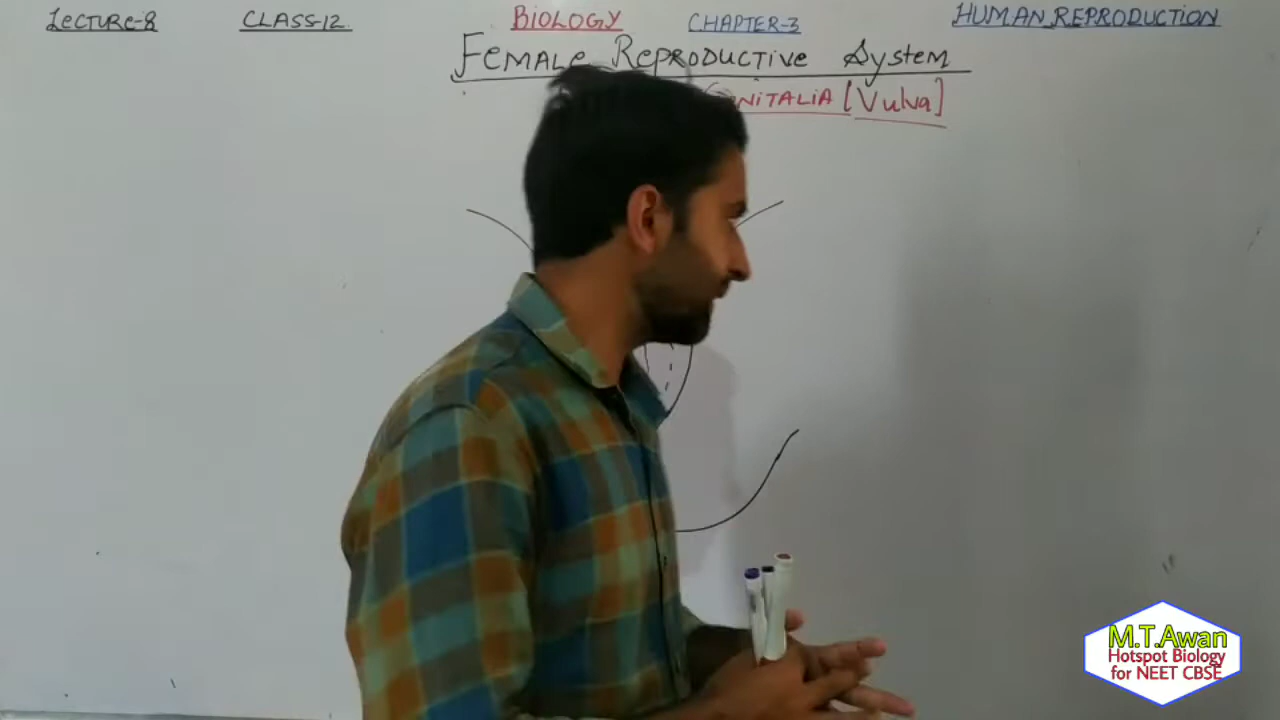 LECTURE-8 CLASS-12 BIOLOGY CHAPTER-3 HUMAN REPRODUCTION
FEMALE REPRODUCTIVE SYSTEM
[Vulva]
M.T.Awan
Hotspot Biology
for NEET CBSE